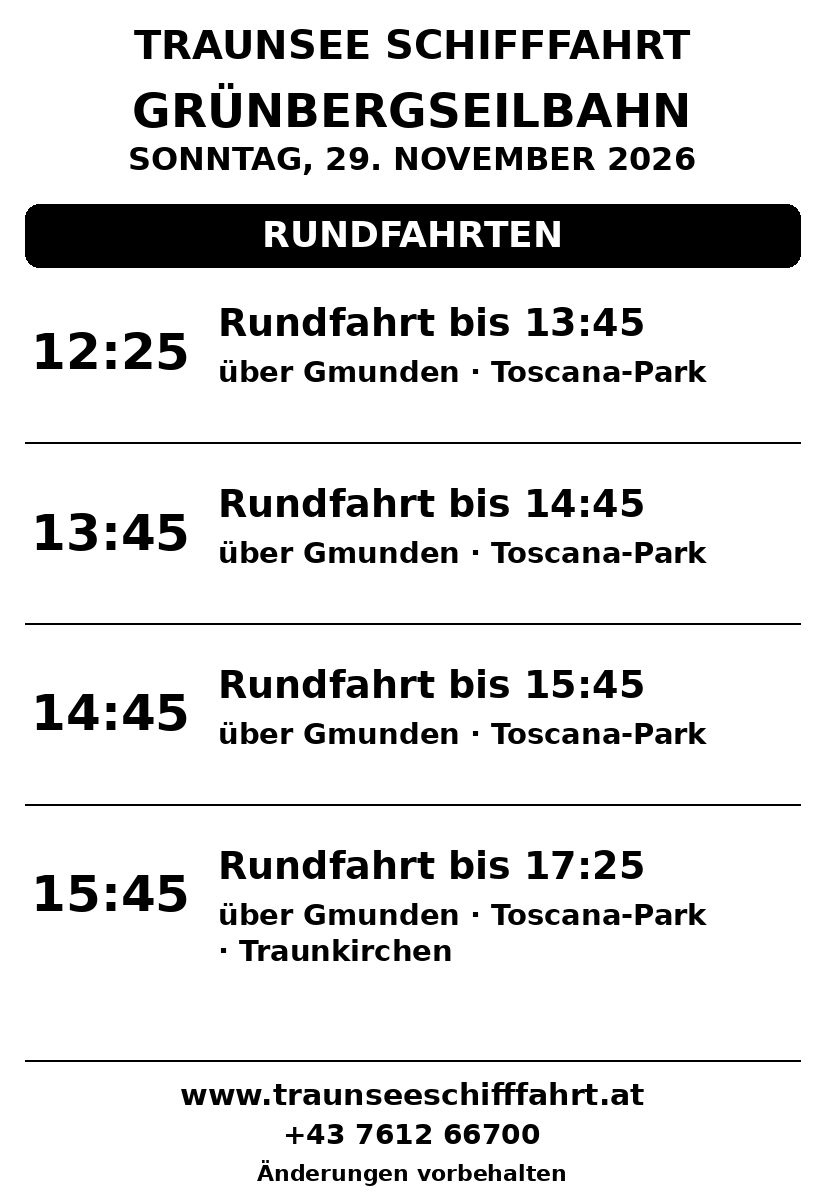 TRAUNSEE SCHIFFFAHRT
GRÜNBERGSEILBAHN
SONNTAG, 29. NOVEMBER 2026
RUNDFAHRTEN
12:25
Rundfahrt bis 13:45
über Gmunden · Toscana-Park
13:45
Rundfahrt bis 14:45
über Gmunden · Toscana-Park
14:45
Rundfahrt bis 15:45
über Gmunden · Toscana-Park
15:45
Rundfahrt bis 17:25
über Gmunden · Toscana-Park
· Traunkirchen
www.traunseeschifffahrt.at
+43 7612 66700
Änderungen vorbehalten